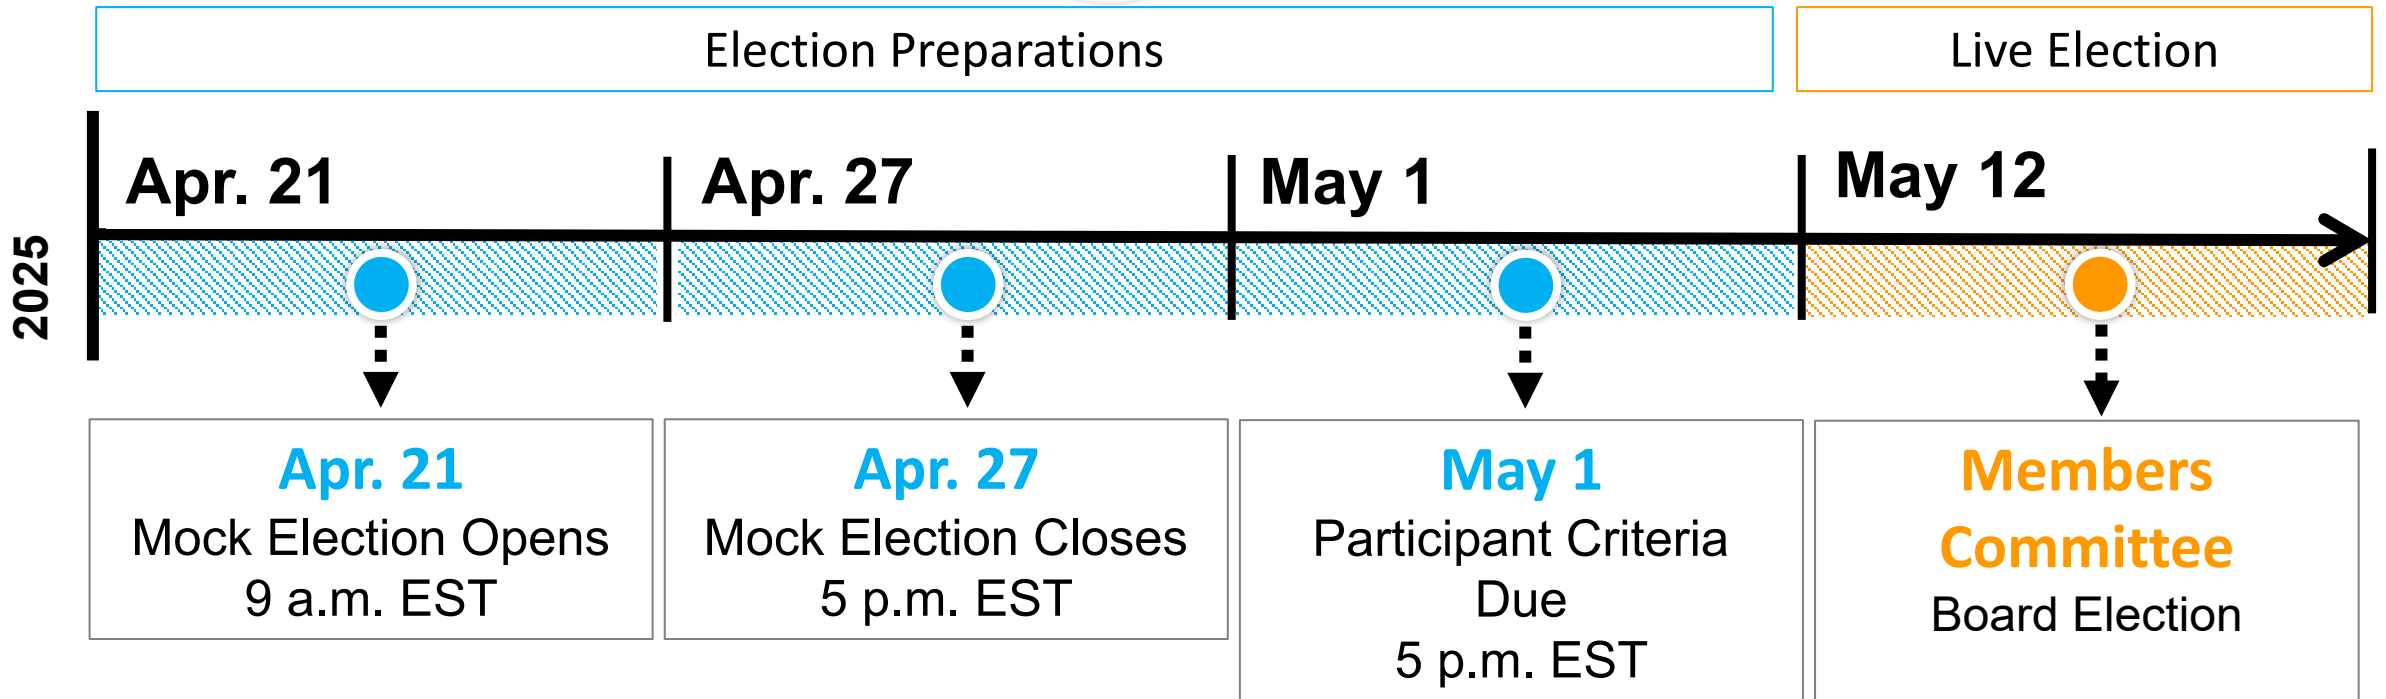 Election Preparations
Live Election
2025
Apr. 21
Apr. 27
May 1
May 12
Apr. 21
Mock Election Opens
9 a.m. EST
Apr. 27
Mock Election Closes
5 p.m. EST
May 1
Participant Criteria
Due
5 p.m. EST
Members
Committee
Board Election